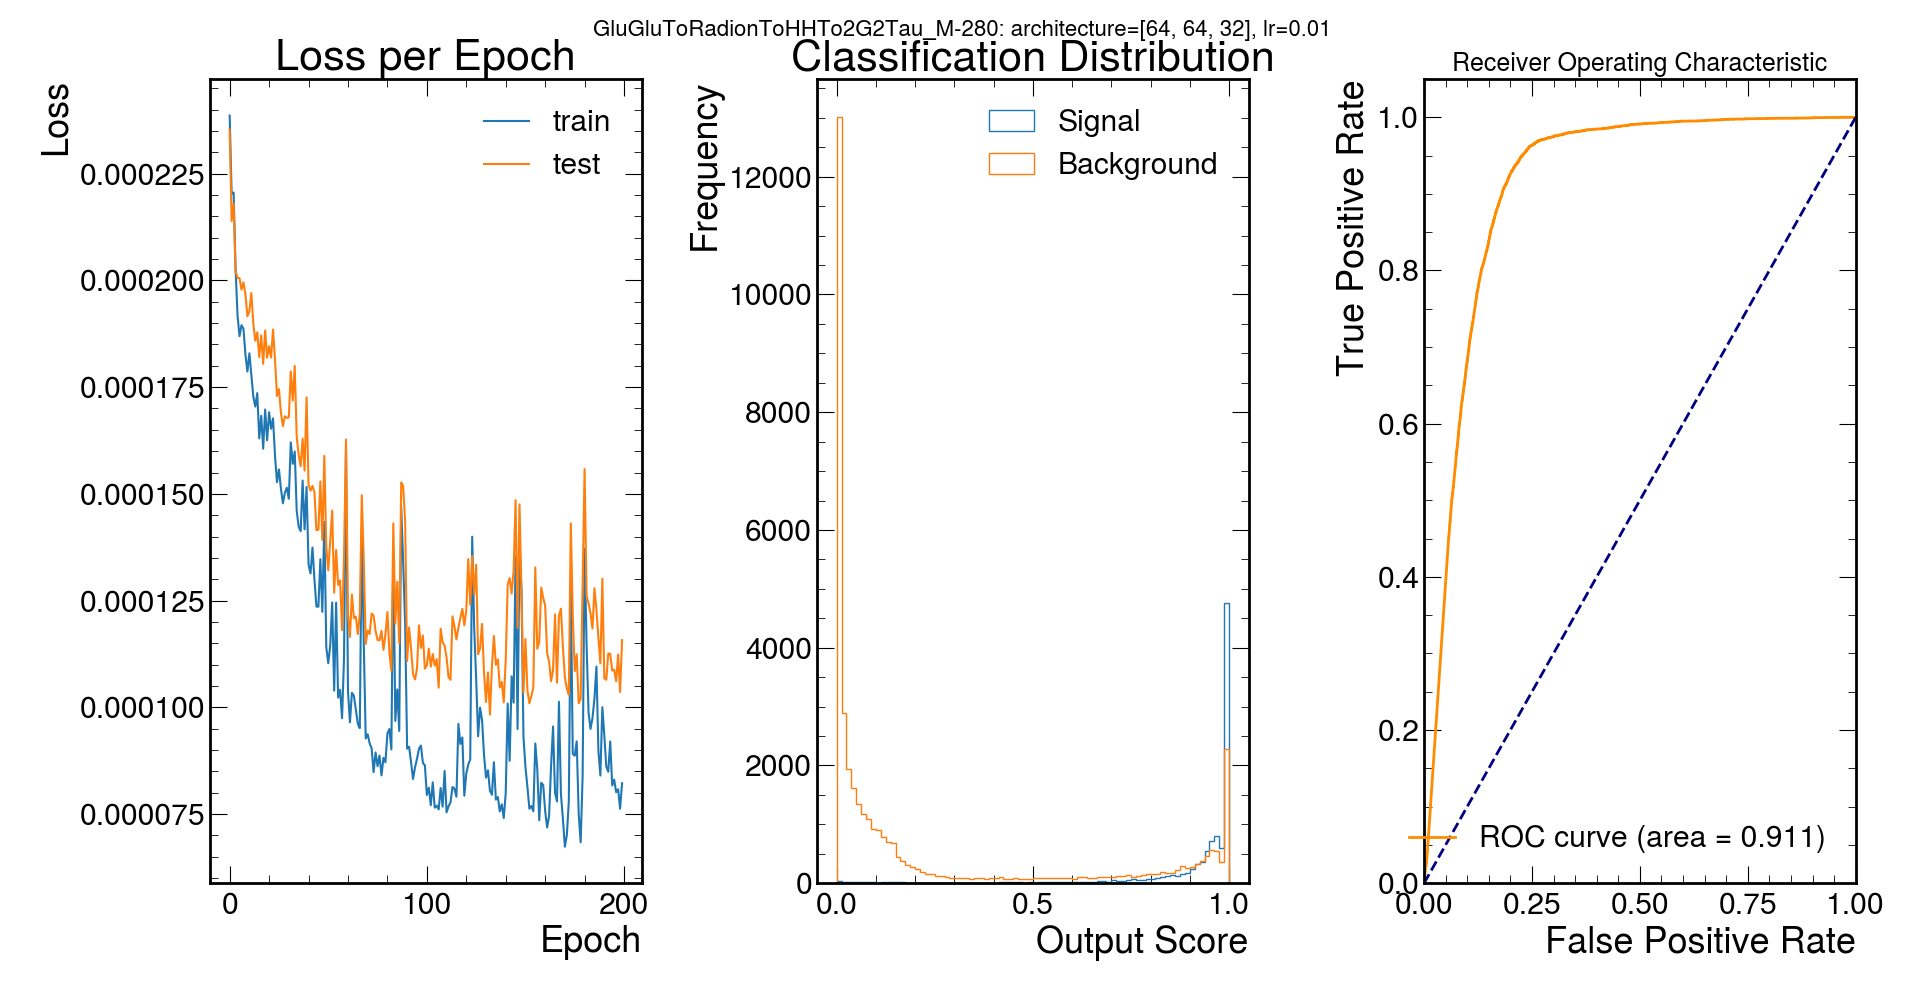 GluGluToRadionToHHTo2G2Tau_M-280: architecture=[64, 64, 32], lr=0.01
Loss per Epoch
Loss
train
test
0.000225
0.000200
0.000175
0.000150
0.000125
0.000100
0.000075
0
100
200
Epoch
Classification Distribution
Frequency
Signal
Background
12000
10000
8000
6000
4000
2000
0
0.0
0.5
1.0
Output Score
Receiver Operating Characteristic
True Positive Rate
1.0
0.8
0.6
0.4
0.2
0.0
ROC curve (area = 0.911)
0.00
0.25
0.50
0.75
1.00
False Positive Rate